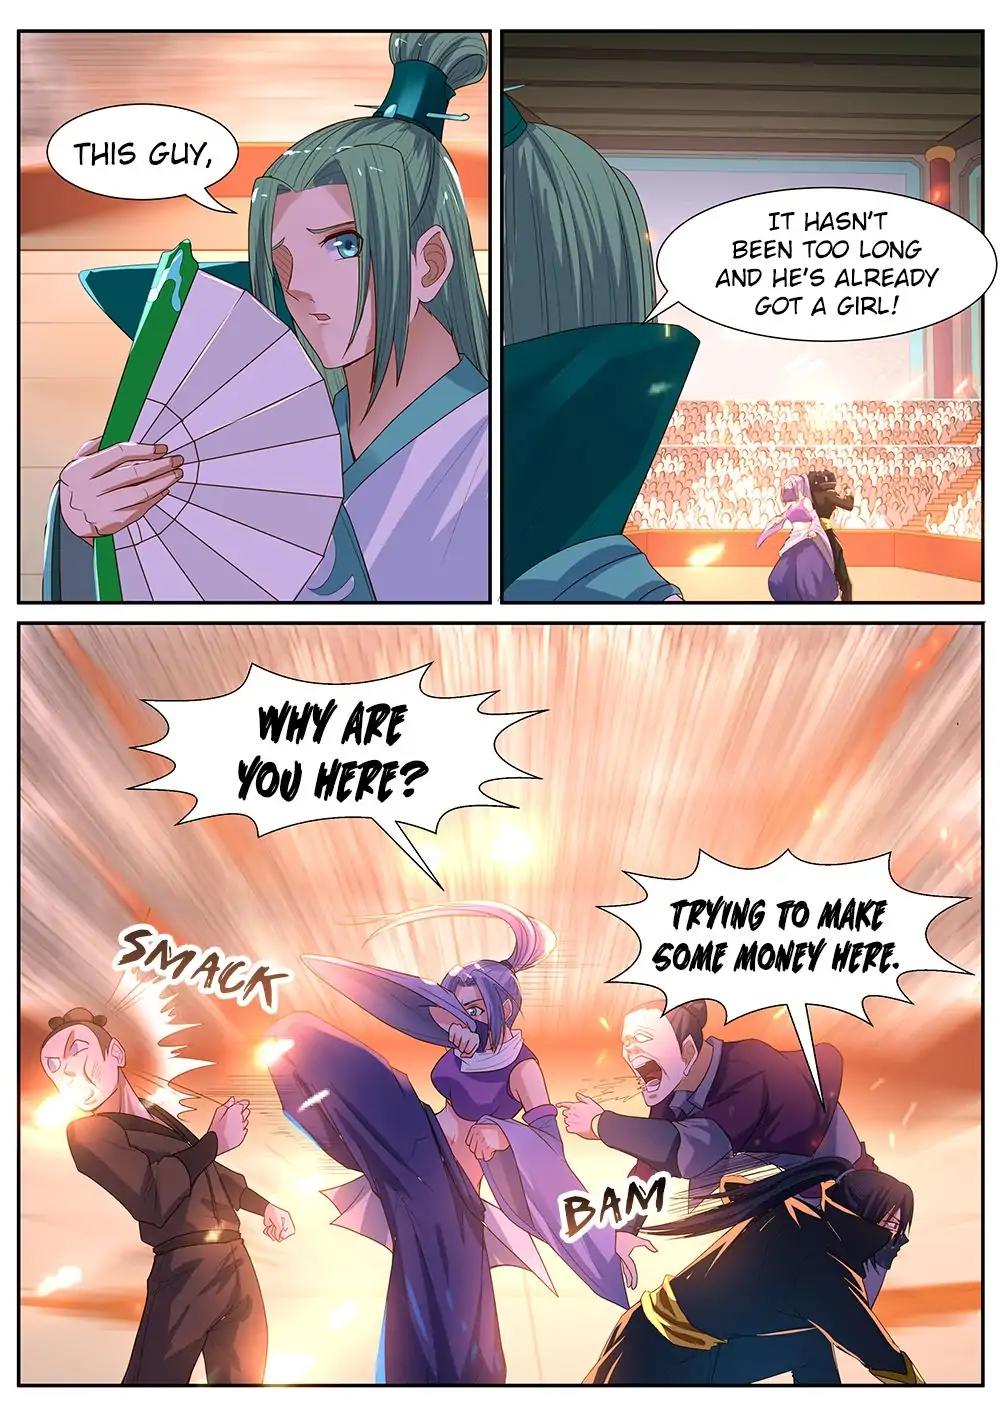 THIS GUY,
IT HASN'T
BEEN TOO LONG
AND HE'S ALREADY
GOT A GIRL!
WHY ARE
YOU HERE?
TRYING TO MAKE
SOME MONEY HERE.
SMACK
BAM